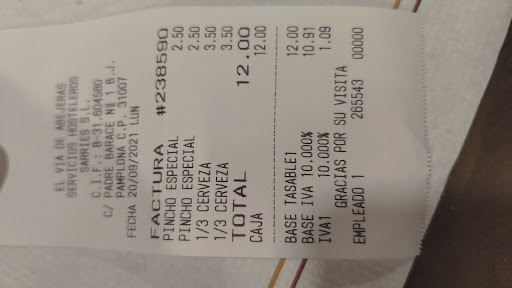 EL VIA DE ABEJERAS
SERVICIOS HOSTELEROS
SARRIES S.L.
C.I.F.: B-31.604580
C/ PADRE BARACE Nº 1 B.J.
PAMPLONA C.P. 31007
FECHA 20/09/2021 LUN
FACTURA #238590
PINCHO ESPECIAL 2.50
PINCHO ESPECIAL 2.50
1/3 CERVEZA 3.50
1/3 CERVEZA 3.50
TOTAL 12.00
CAJA 12.00
BASE TASABLE1 12.00
BASE IVA 10.000% 10.91
IVA1 10.000% 1.09
GRACIAS POR SU VISITA
EMPLEADO 1 265543 00000